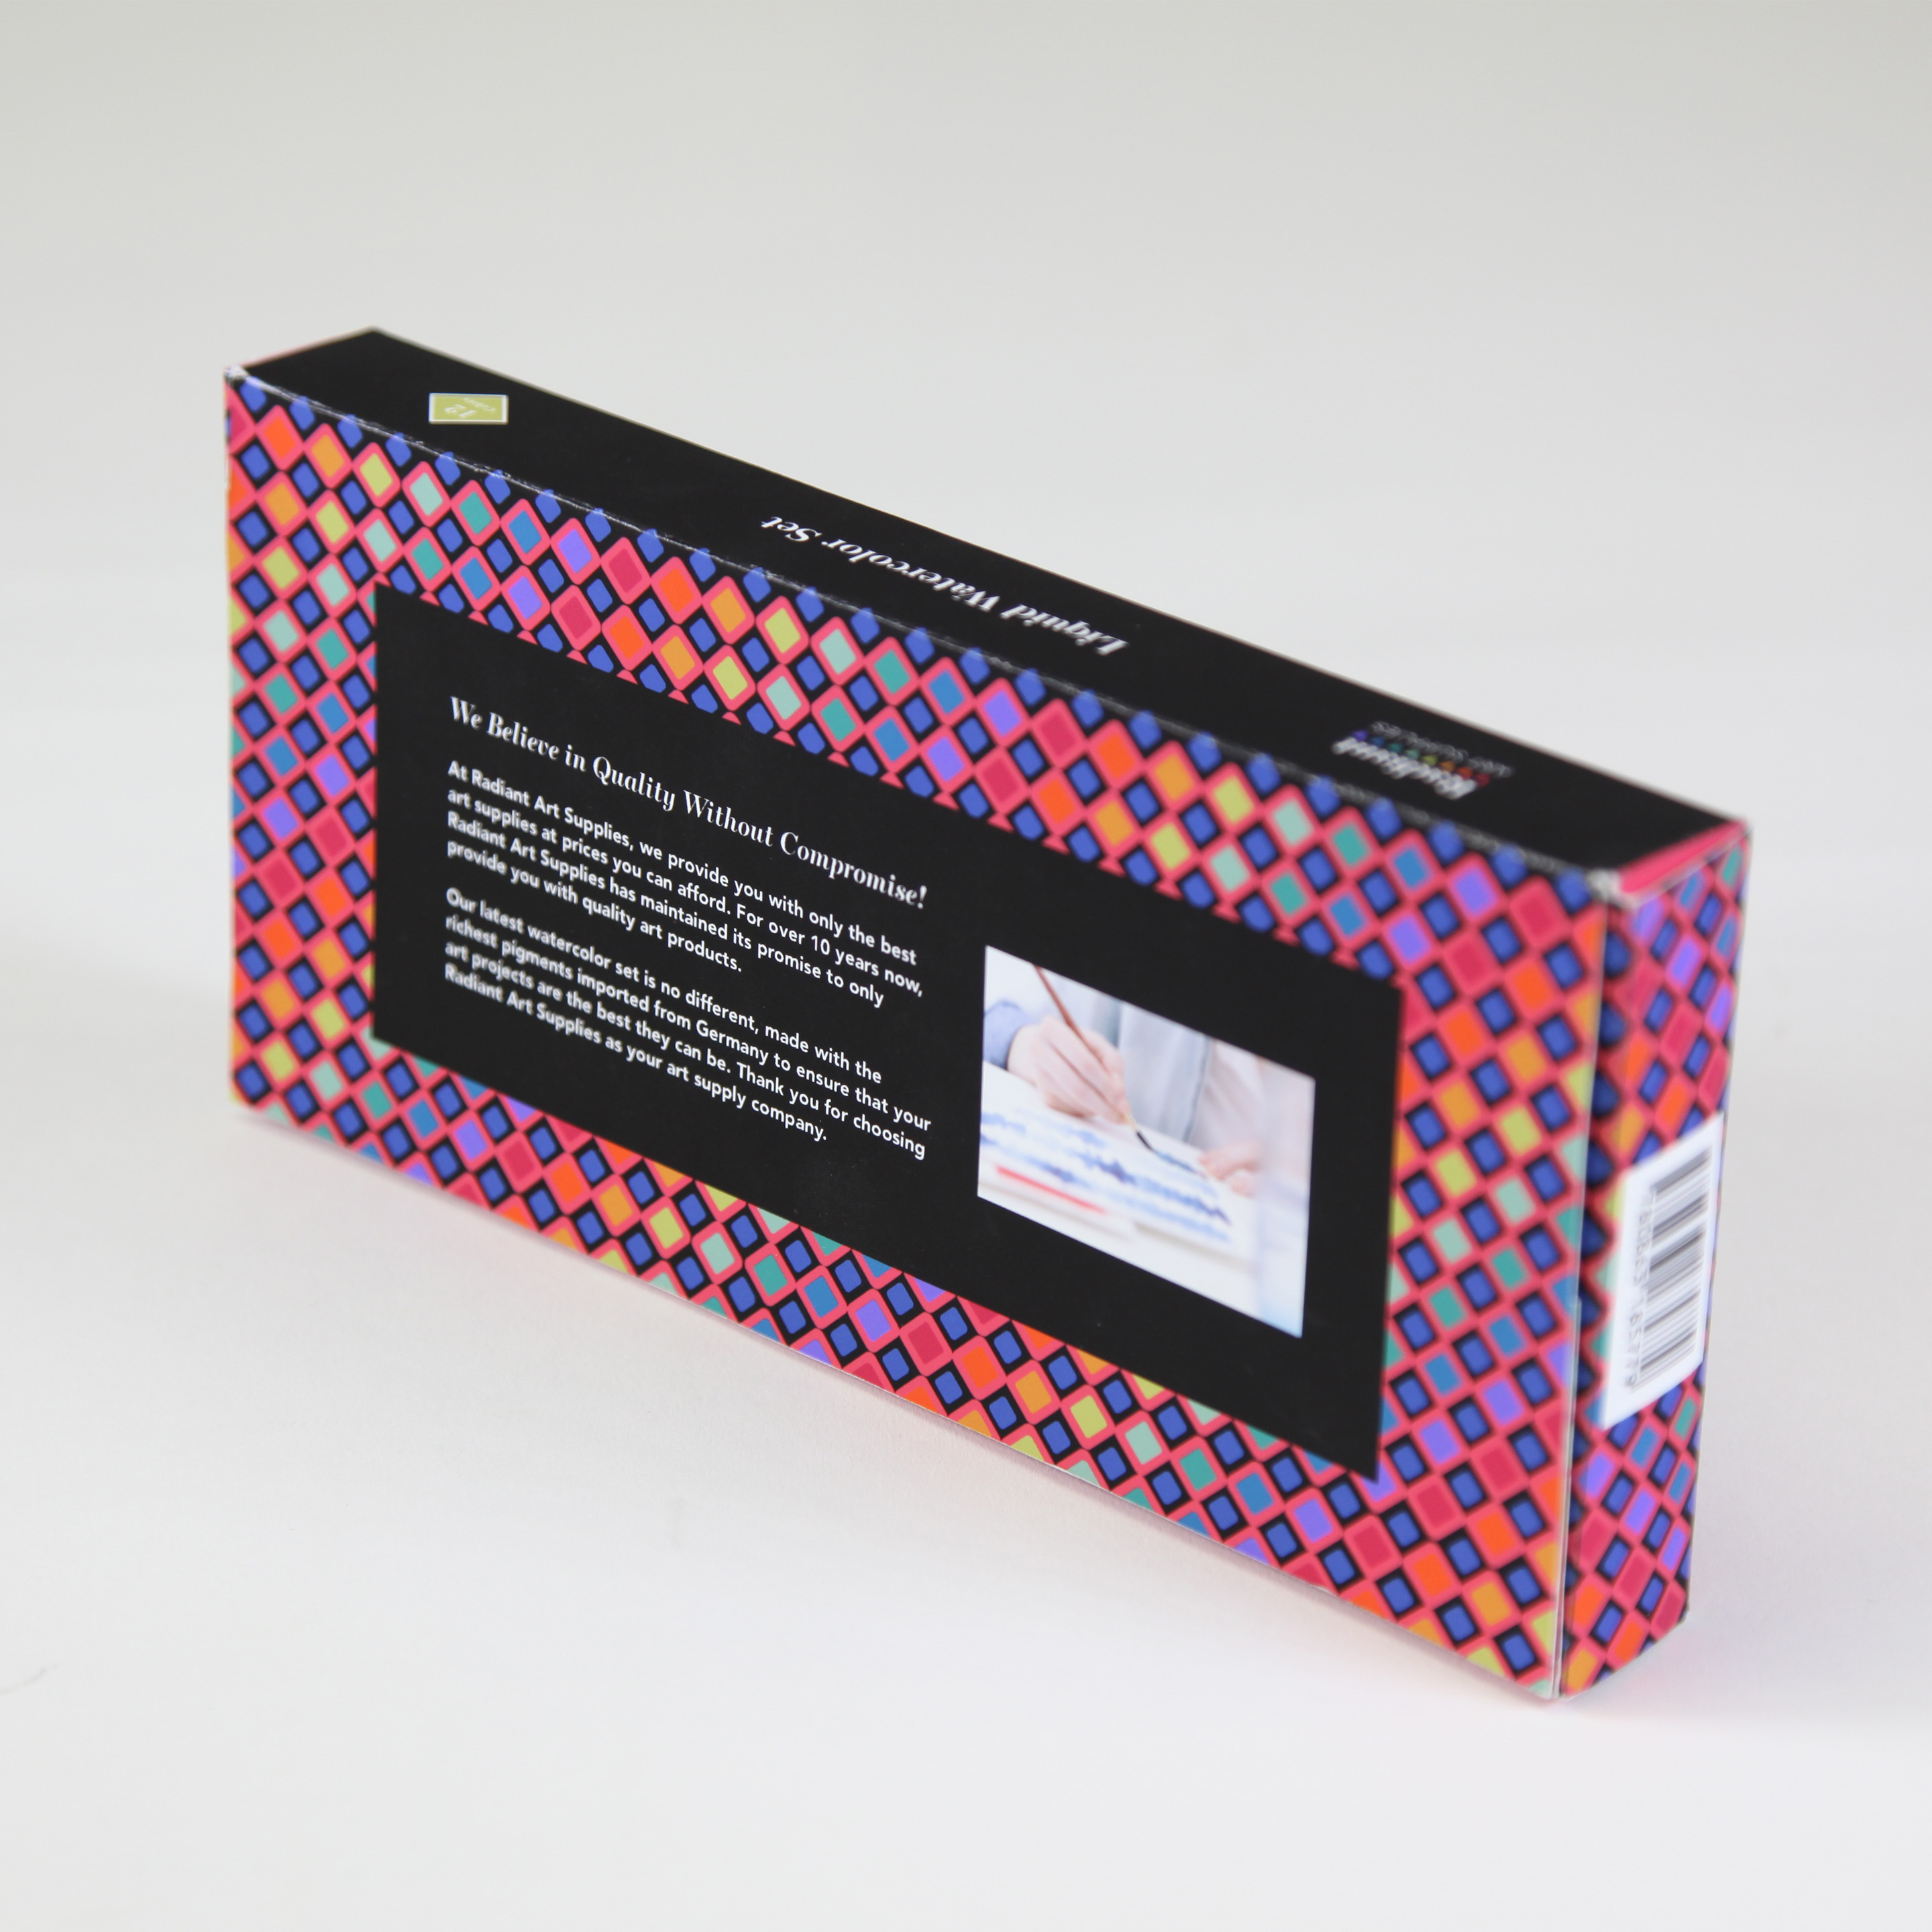 12
Liquid Watercolor Set
Radiant
ART SUPPLIES
We Believe in Quality Without Compromise!
At Radiant Art Supplies, we provide you with only the best
art supplies at prices you can afford. For over 10 years now,
Radiant Art Supplies has maintained its promise to only
provide you with quality art products.
Our latest watercolor set is no different, made with the
richest pigments imported from Germany to ensure that your
art projects are the best they can be. Thank you for choosing
Radiant Art Supplies as your art supply company.